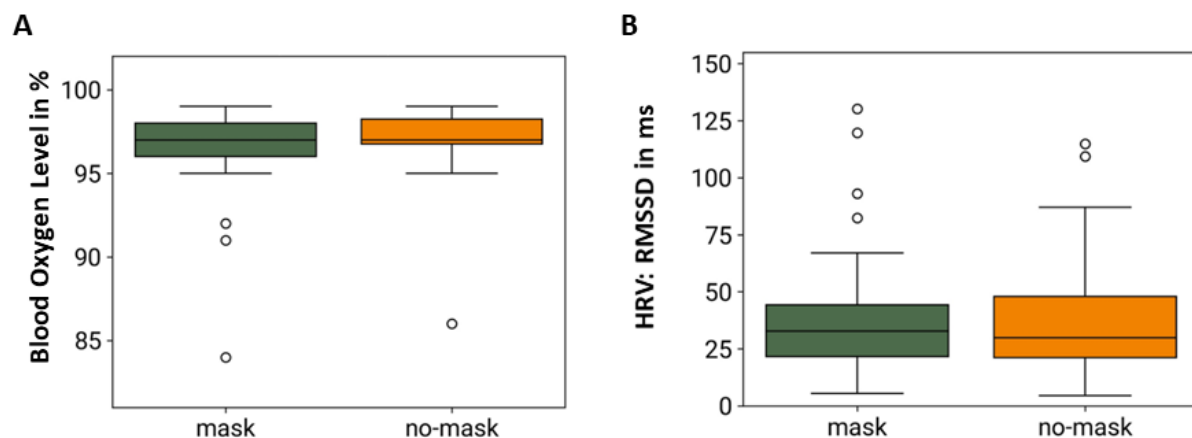 A
Blood Oxygen Level in %
100
95
90
85
mask
no-mask
B
HRV: RMSSD in ms
150
125
100
75
50
25
0
mask
no-mask